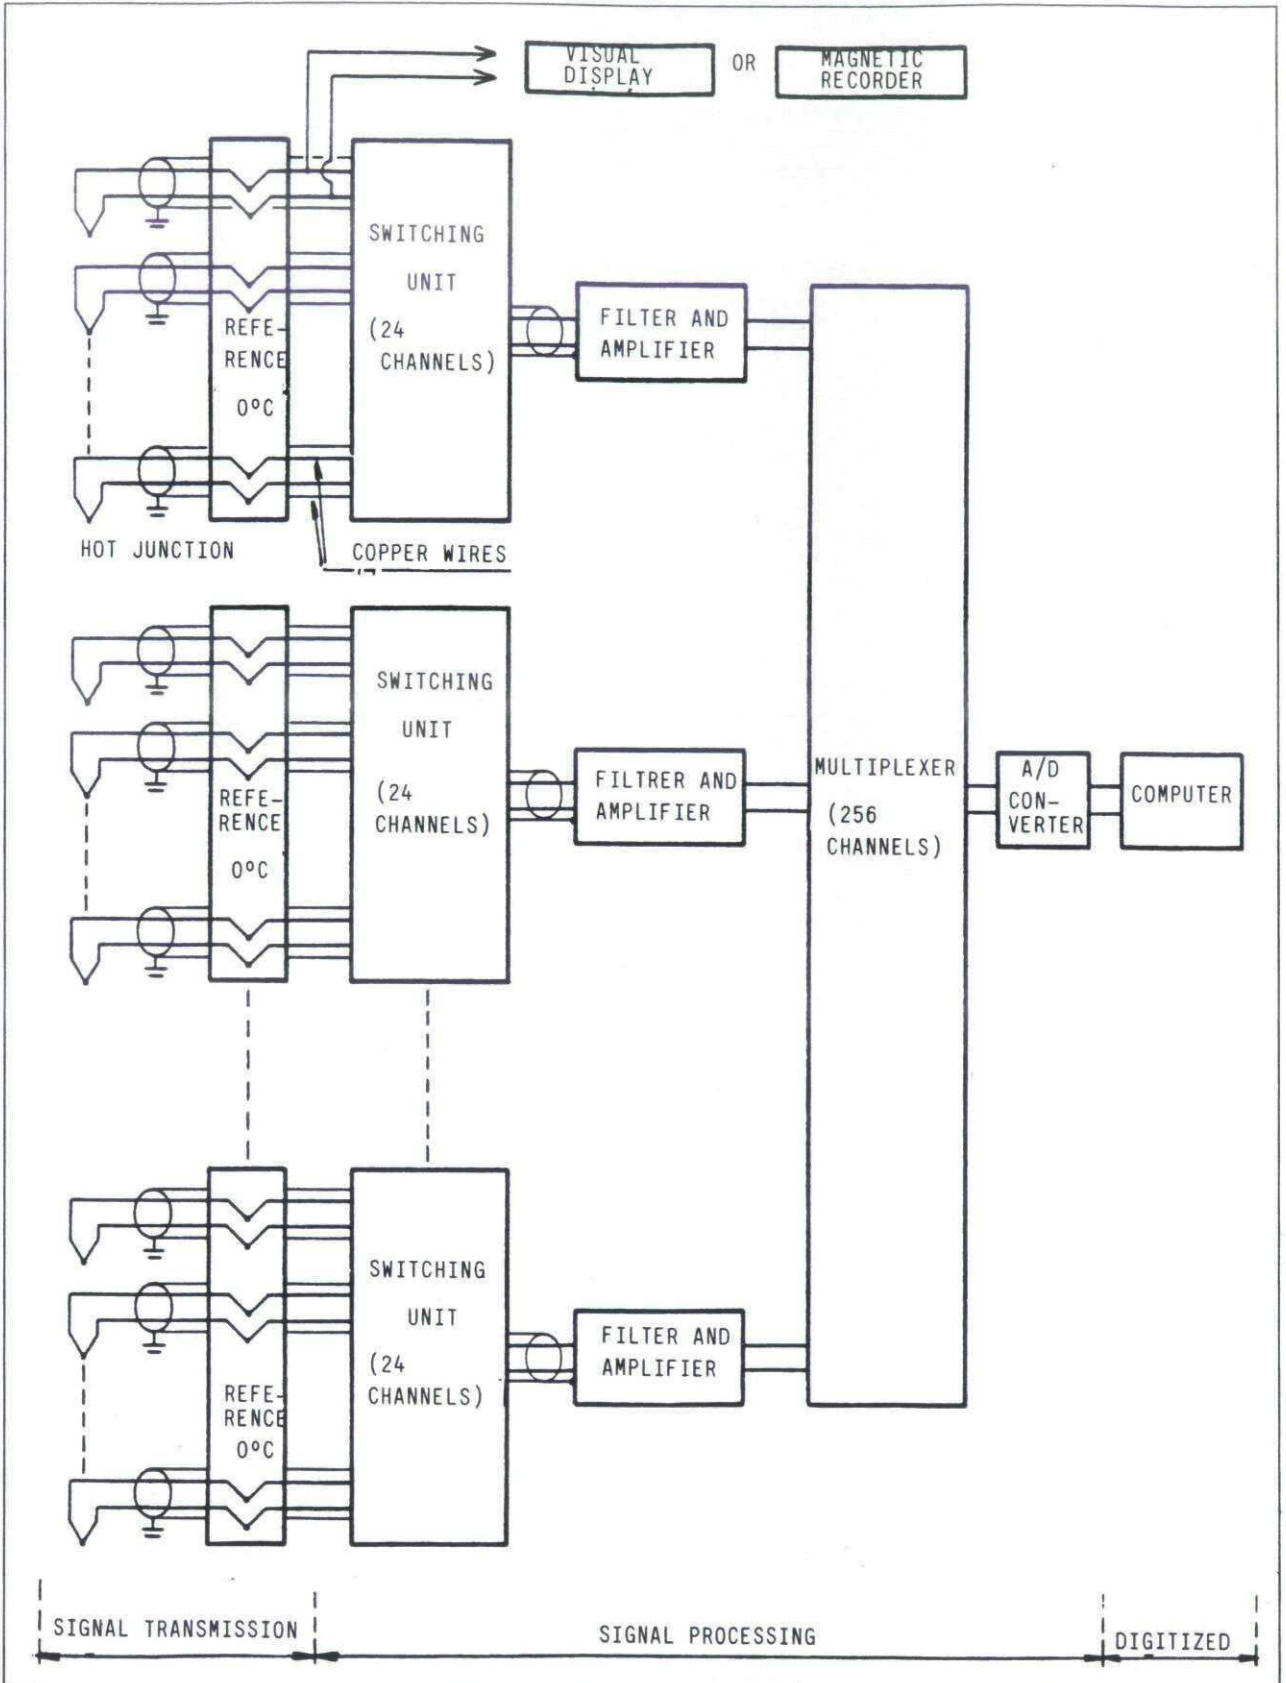 VISUAL
DISPLAY
OR
MAGNETIC
RECORDER
SWITCHING
UNIT
(24
CHANNELS)
REFE-
RENCE
0°C
FILTER AND
AMPLIFIER
HOT JUNCTION
COPPER WIRES
SWITCHING
UNIT
(24
CHANNELS)
REFE-
RENCE
0°C
FILTRER AND
AMPLIFIER
MULTIPLEXER
(256
CHANNELS)
A/D
CON-
VERTER
COMPUTER
SWITCHING
UNIT
(24
CHANNELS)
REFE-
RENCE
0°C
FILTER AND
AMPLIFIER
SIGNAL TRANSMISSION
SIGNAL PROCESSING
DIGITIZED